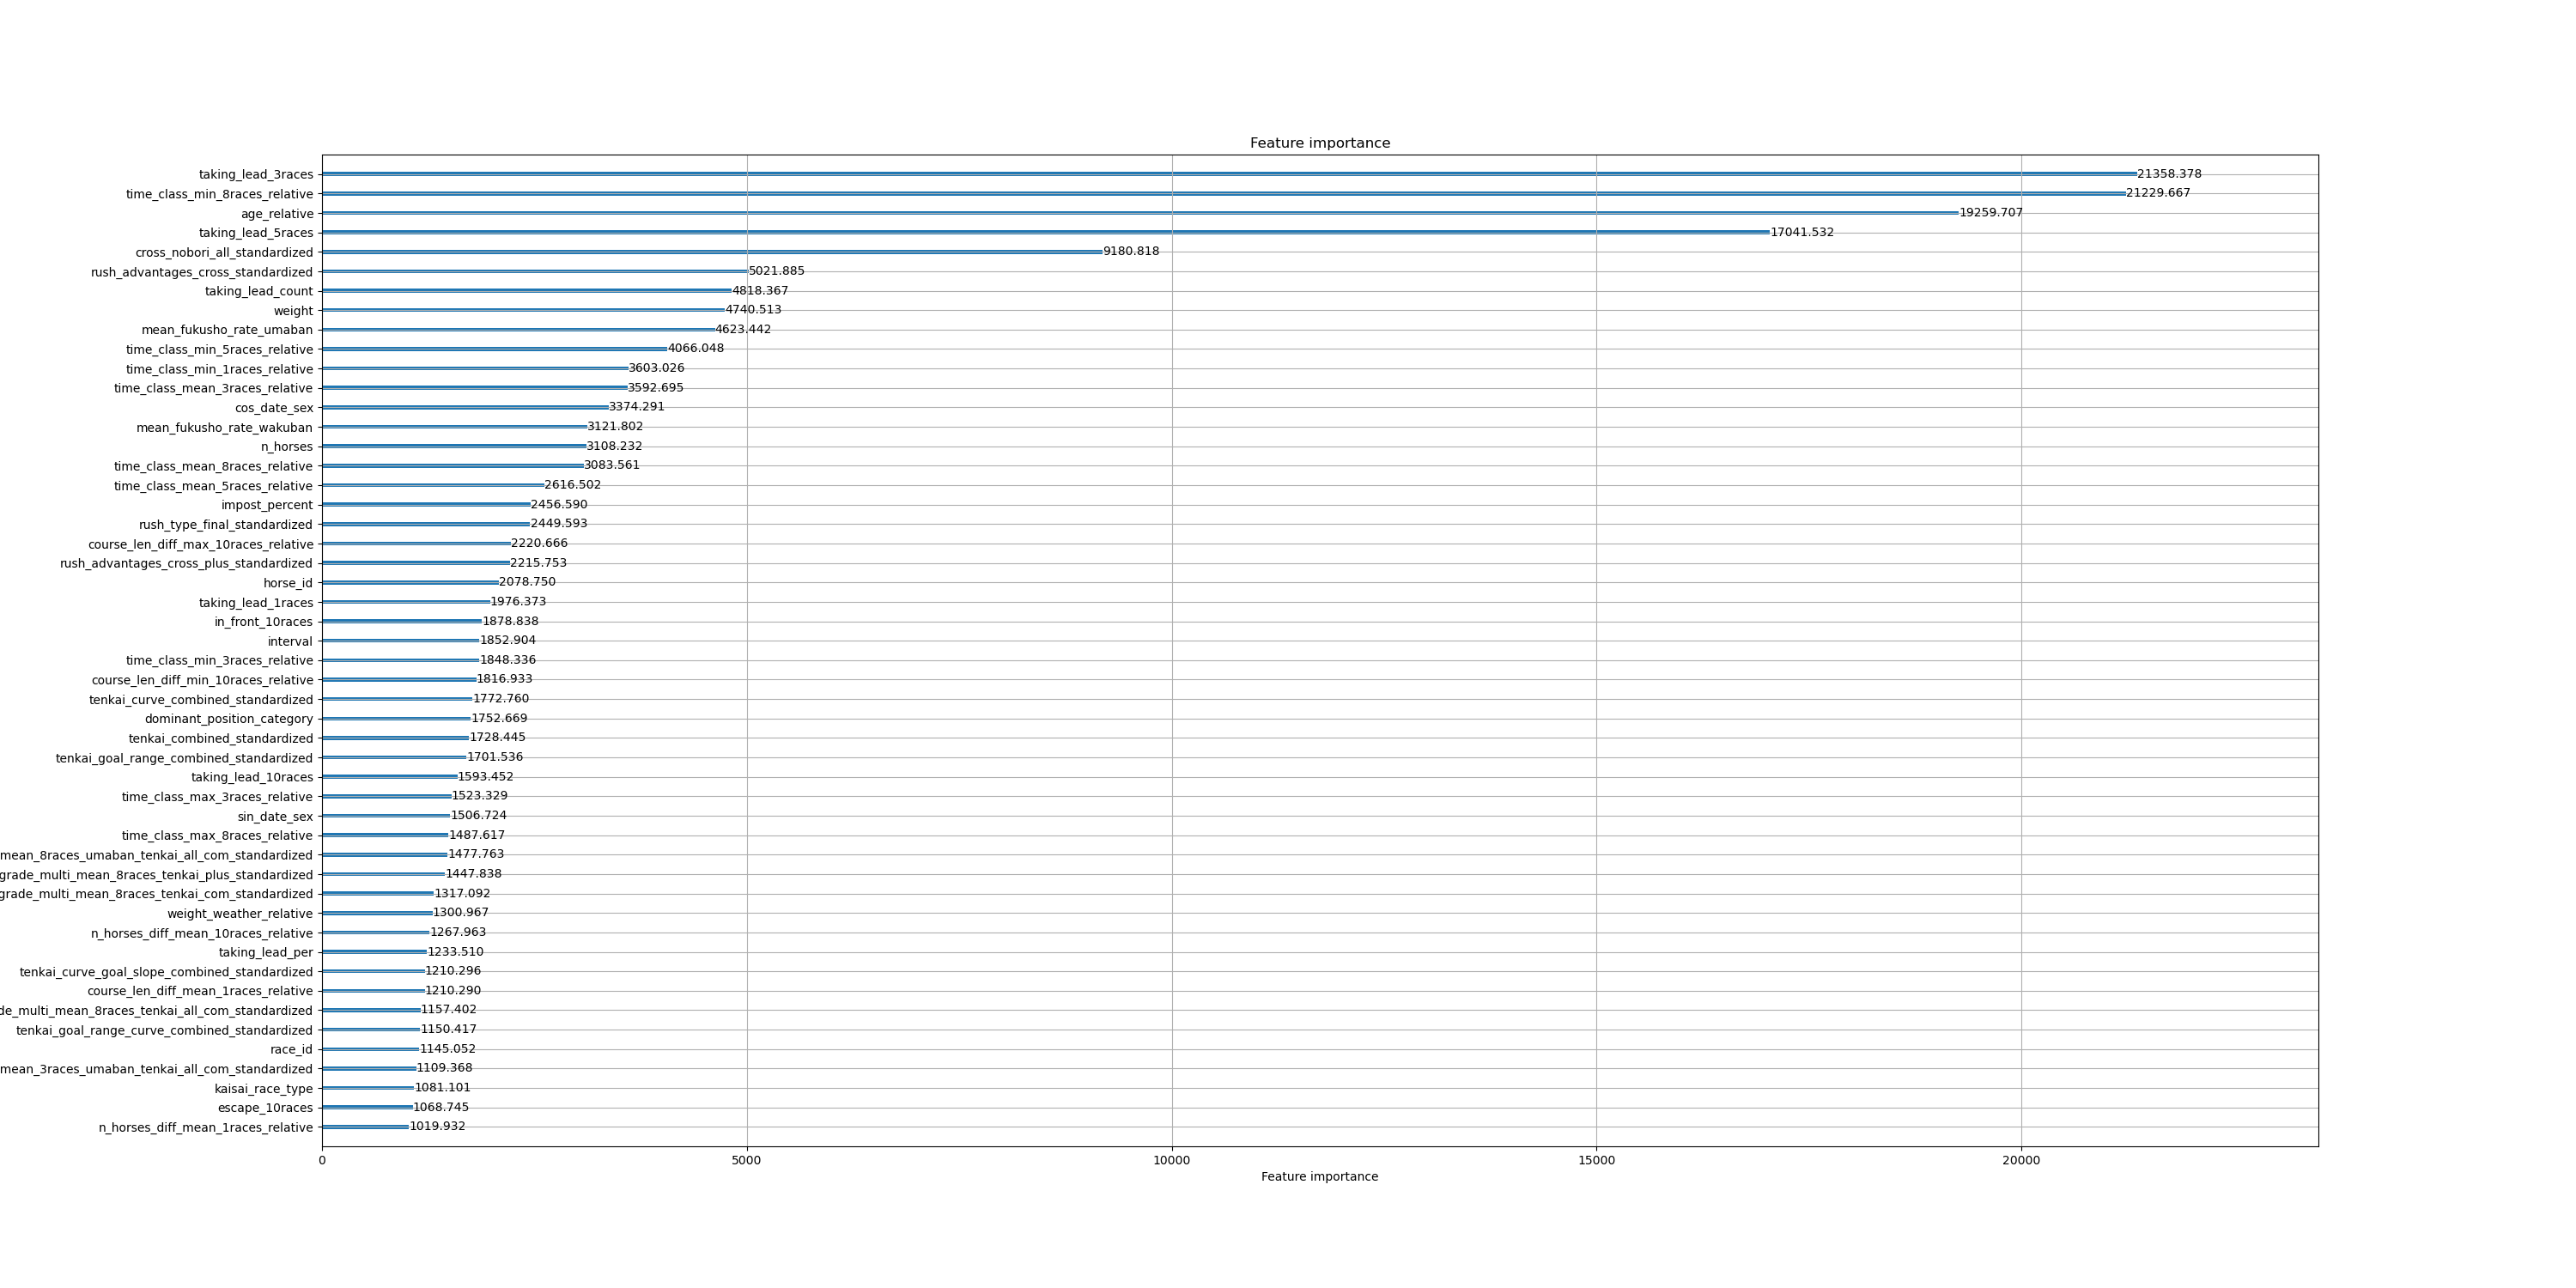 Feature importance
taking_lead_3races 21358.378
time_class_min_8races_relative 21229.667
age_relative 19259.707
taking_lead_5races 17041.532
cross_nobori_all_standardized 9180.818
rush_advantages_cross_standardized 5021.885
taking_lead_count 4818.367
weight 4740.513
mean_fukusho_rate_umaban 4623.442
time_class_min_5races_relative 4066.048
time_class_min_1races_relative 3603.026
time_class_mean_3races_relative 3592.695
cos_date_sex 3374.291
mean_fukusho_rate_wakuban 3121.802
n_horses 3108.232
time_class_mean_8races_relative 3083.561
time_class_mean_5races_relative 2616.502
impost_percent 2456.590
rush_type_final_standardized 2449.593
course_len_diff_max_10races_relative 2220.666
rush_advantages_cross_plus_standardized 2215.753
horse_id 2078.750
taking_lead_1races 1976.373
in_front_10races 1878.838
interval 1852.904
time_class_min_3races_relative 1848.336
course_len_diff_min_10races_relative 1816.933
tenkai_curve_combined_standardized 1772.760
dominant_position_category 1752.669
tenkai_combined_standardized 1728.445
tenkai_goal_range_combined_standardized 1701.536
taking_lead_10races 1593.452
time_class_max_3races_relative 1523.329
sin_date_sex 1506.724
time_class_max_8races_relative 1487.617
mean_8races_umaban_tenkai_all_com_standardized 1477.763
grade_multi_mean_8races_tenkai_plus_standardized 1447.838
grade_multi_mean_8races_tenkai_com_standardized 1317.092
weight_weather_relative 1300.967
n_horses_diff_mean_10races_relative 1267.963
taking_lead_per 1233.510
tenkai_curve_goal_slope_combined_standardized 1210.296
course_len_diff_mean_1races_relative 1210.290
de_multi_mean_8races_tenkai_all_com_standardized 1157.402
tenkai_goal_range_curve_combined_standardized 1150.417
race_id 1145.052
mean_3races_umaban_tenkai_all_com_standardized 1109.368
kaisai_race_type 1081.101
escape_10races 1068.745
n_horses_diff_mean_1races_relative 1019.932
0 5000 10000 15000 20000
Feature importance